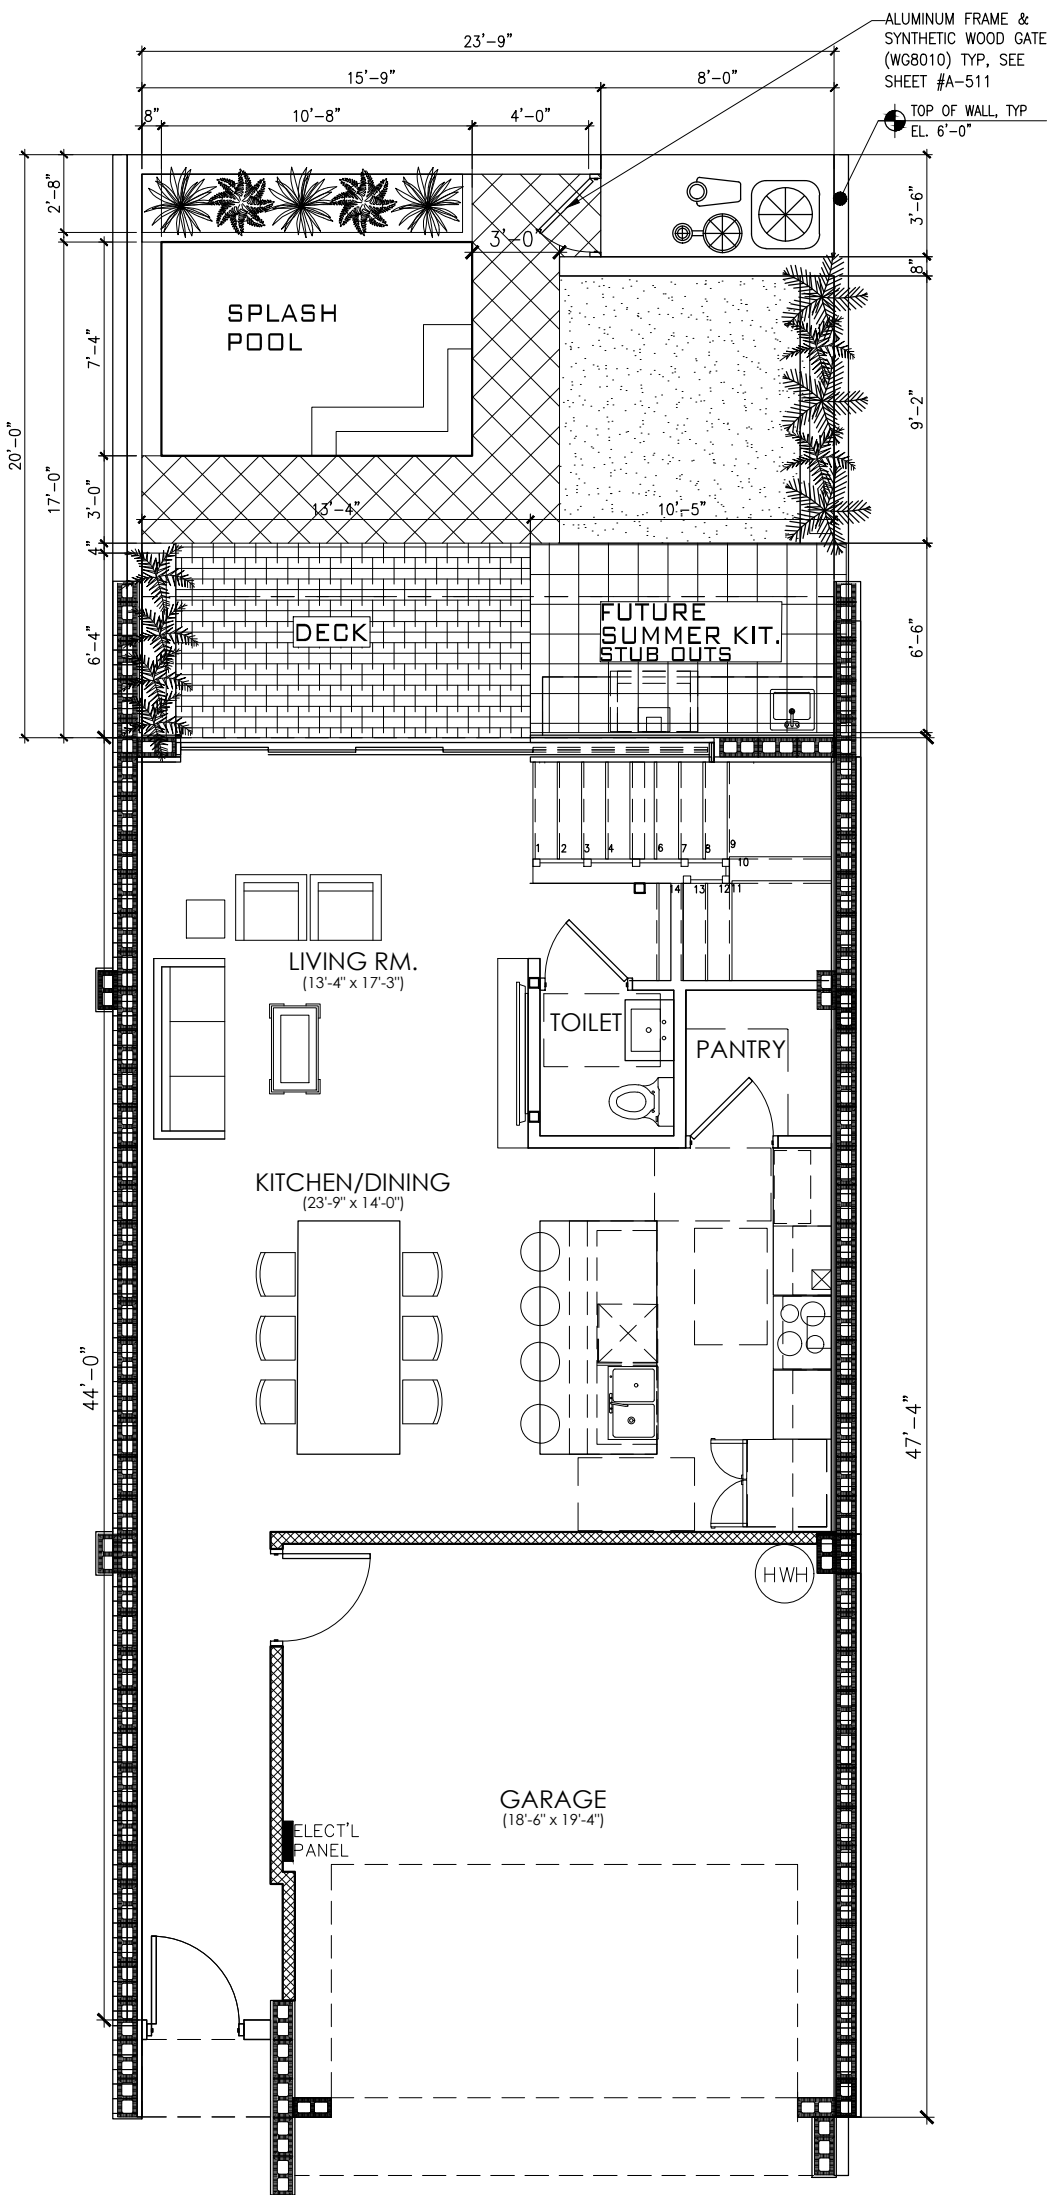 ALUMINUM FRAME &
SYNTHETIC WOOD GATE
(WG8010) TYP, SEE
SHEET #A-511
TOP OF WALL, TYP
EL. 6'-0"
23'-9"
15'-9"
8'-0"
8"
10'-8"
4'-0"
2'-8"
3'-6"
3'-0"
8"
SPLASH
POOL
7'-4"
9'-2"
20'-0"
17'-0"
3'-0"
13'-4"
10'-5"
4"
DECK
FUTURE
SUMMER KIT.
STUB OUTS
6'-4"
6'-6"
1
2
3
4
6
7
8
9
10
14
13
12
11
LIVING RM.
(13'-4" x 17'-3")
TOILET
PANTRY
KITCHEN/DINING
(23'-9" x 14'-0")
44'-0"
47'-4"
HWH
GARAGE
(18'-6" x 19'-4")
ELECT'L
PANEL